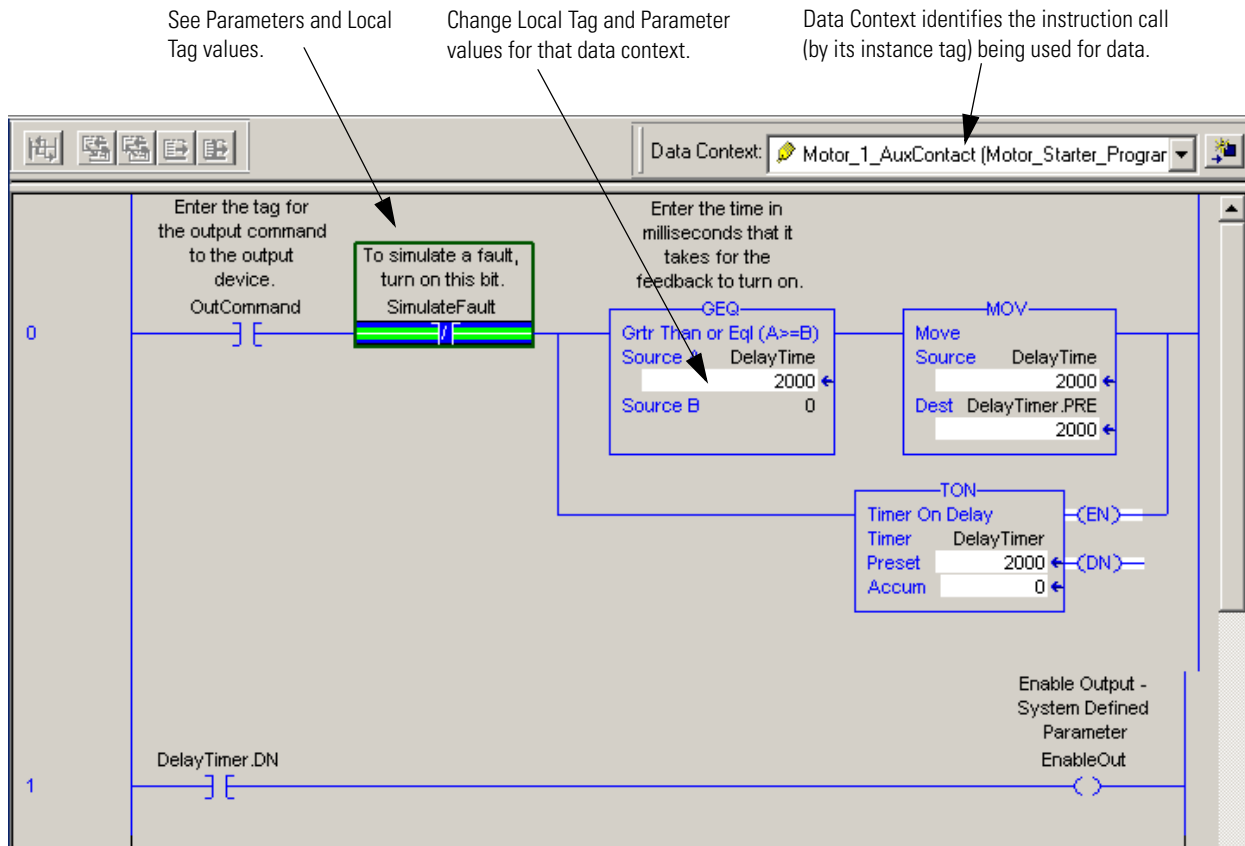 See Parameters and Local
Tag values.
Change Local Tag and Parameter
values for that data context.
Data Context identifies the instruction call
(by its instance tag) being used for data.
Data Context:
Motor_1_AuxContact (Motor_Starter_Prograr
Enter the tag for
the output command
to the output
device.
OutCommand
To simulate a fault,
turn on this bit.
SimulateFault
Enter the time in
milliseconds that it
takes for the
feedback to turn on.
0
GEQ
Grtr Than or Eql (A>=B)
Source A DelayTime
2000
Source B 0
MOV
Move
Source DelayTime
2000
Dest DelayTimer.PRE
2000
TON
Timer On Delay
Timer DelayTimer
Preset 2000
Accum 0
(EN)
(DN)
Enable Output -
System Defined
Parameter
EnableOut
DelayTimer.DN
1